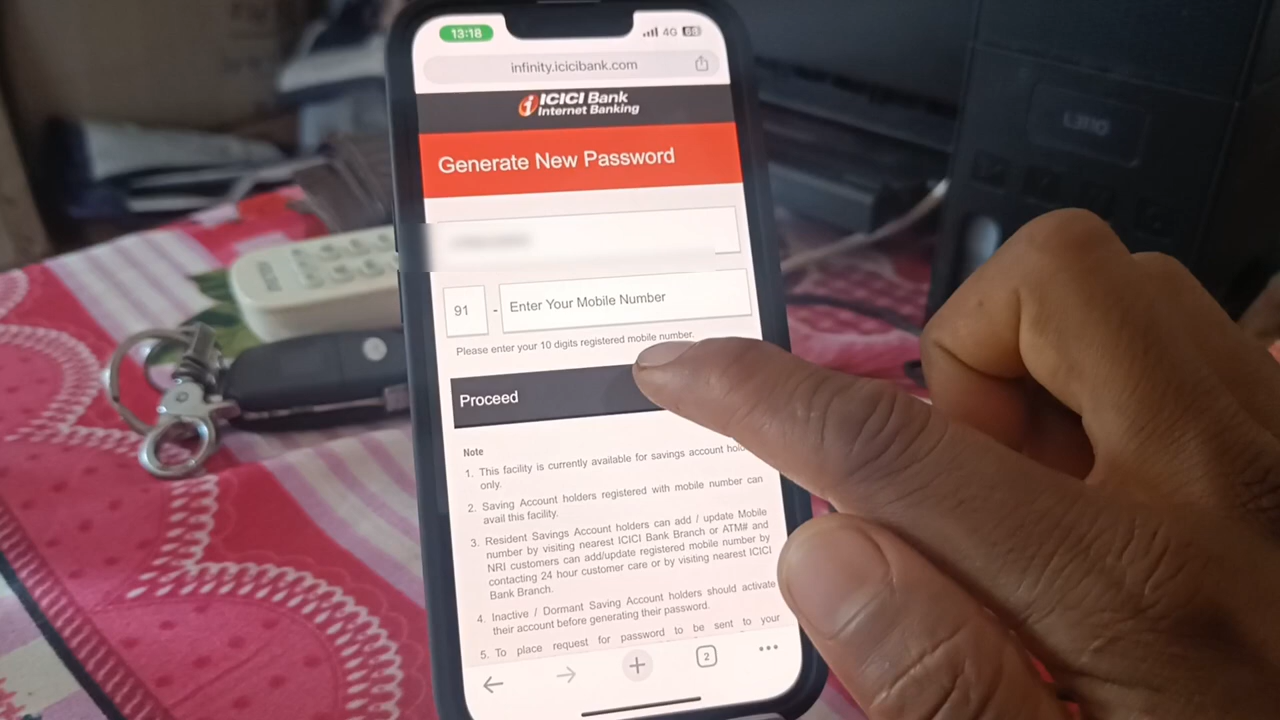 13:18
4G 68
infinity.icicibank.com
i ICICI Bank
Internet Banking
Generate New Password
91 - Enter Your Mobile Number
Please enter your 10 digits registered mobile number.
Proceed
Note
1. This facility is currently available for savings account
only.
2. Saving Account holders registered with mobile number can
avail this facility.
3. Resident Savings Account holders can add / update Mobile
number by visiting nearest ICICI Bank Branch or ATM# and
NRI customers can add/update registered mobile number by
contacting 24 hour customer care or by visiting nearest ICICI
Bank Branch.
4. Inactive / Dormant Saving Account holders should activate
their account before generating their password.
5. To place request for password to be sent to your
2
L3110